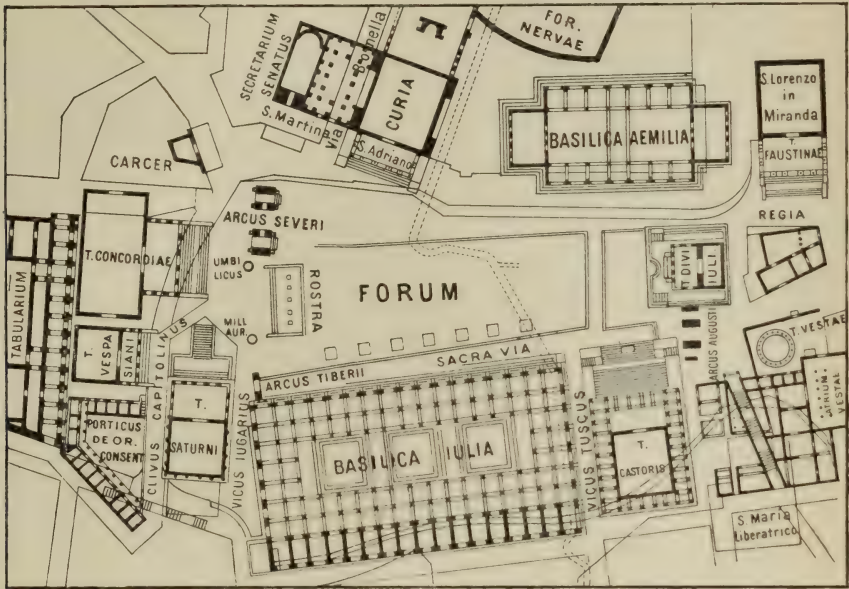 FOR.
NERVAE
SECRETARIUM
SENATUS
Via Bonella
S. Martina
CURIA
S. Adriano
BASILICA AEMILIA
S. Lorenzo
in
Miranda
T.
FAUSTINAE
CARCER
ARCUS SEVERI
REGIA
T. CONCORDIAE
UMBI
LICUS
ROSTRA
FORUM
T. DIVI
IULI
TABULARIUM
MILL
AUR.
T. VESTAE
T.
VESPA
SIANI
CLIVUS CAPITOLINUS
ARCUS TIBERII
SACRA VIA
ARCUS AUGUSTI
ATRIUM
VESTAE
PORTICUS
DEOR.
CONSENT
T.
SATURNI
VICUS IUGARIUS
BASILICA IULIA
VICUS TUSCUS
T.
CASTORIS
S. Maria
Liberatrice